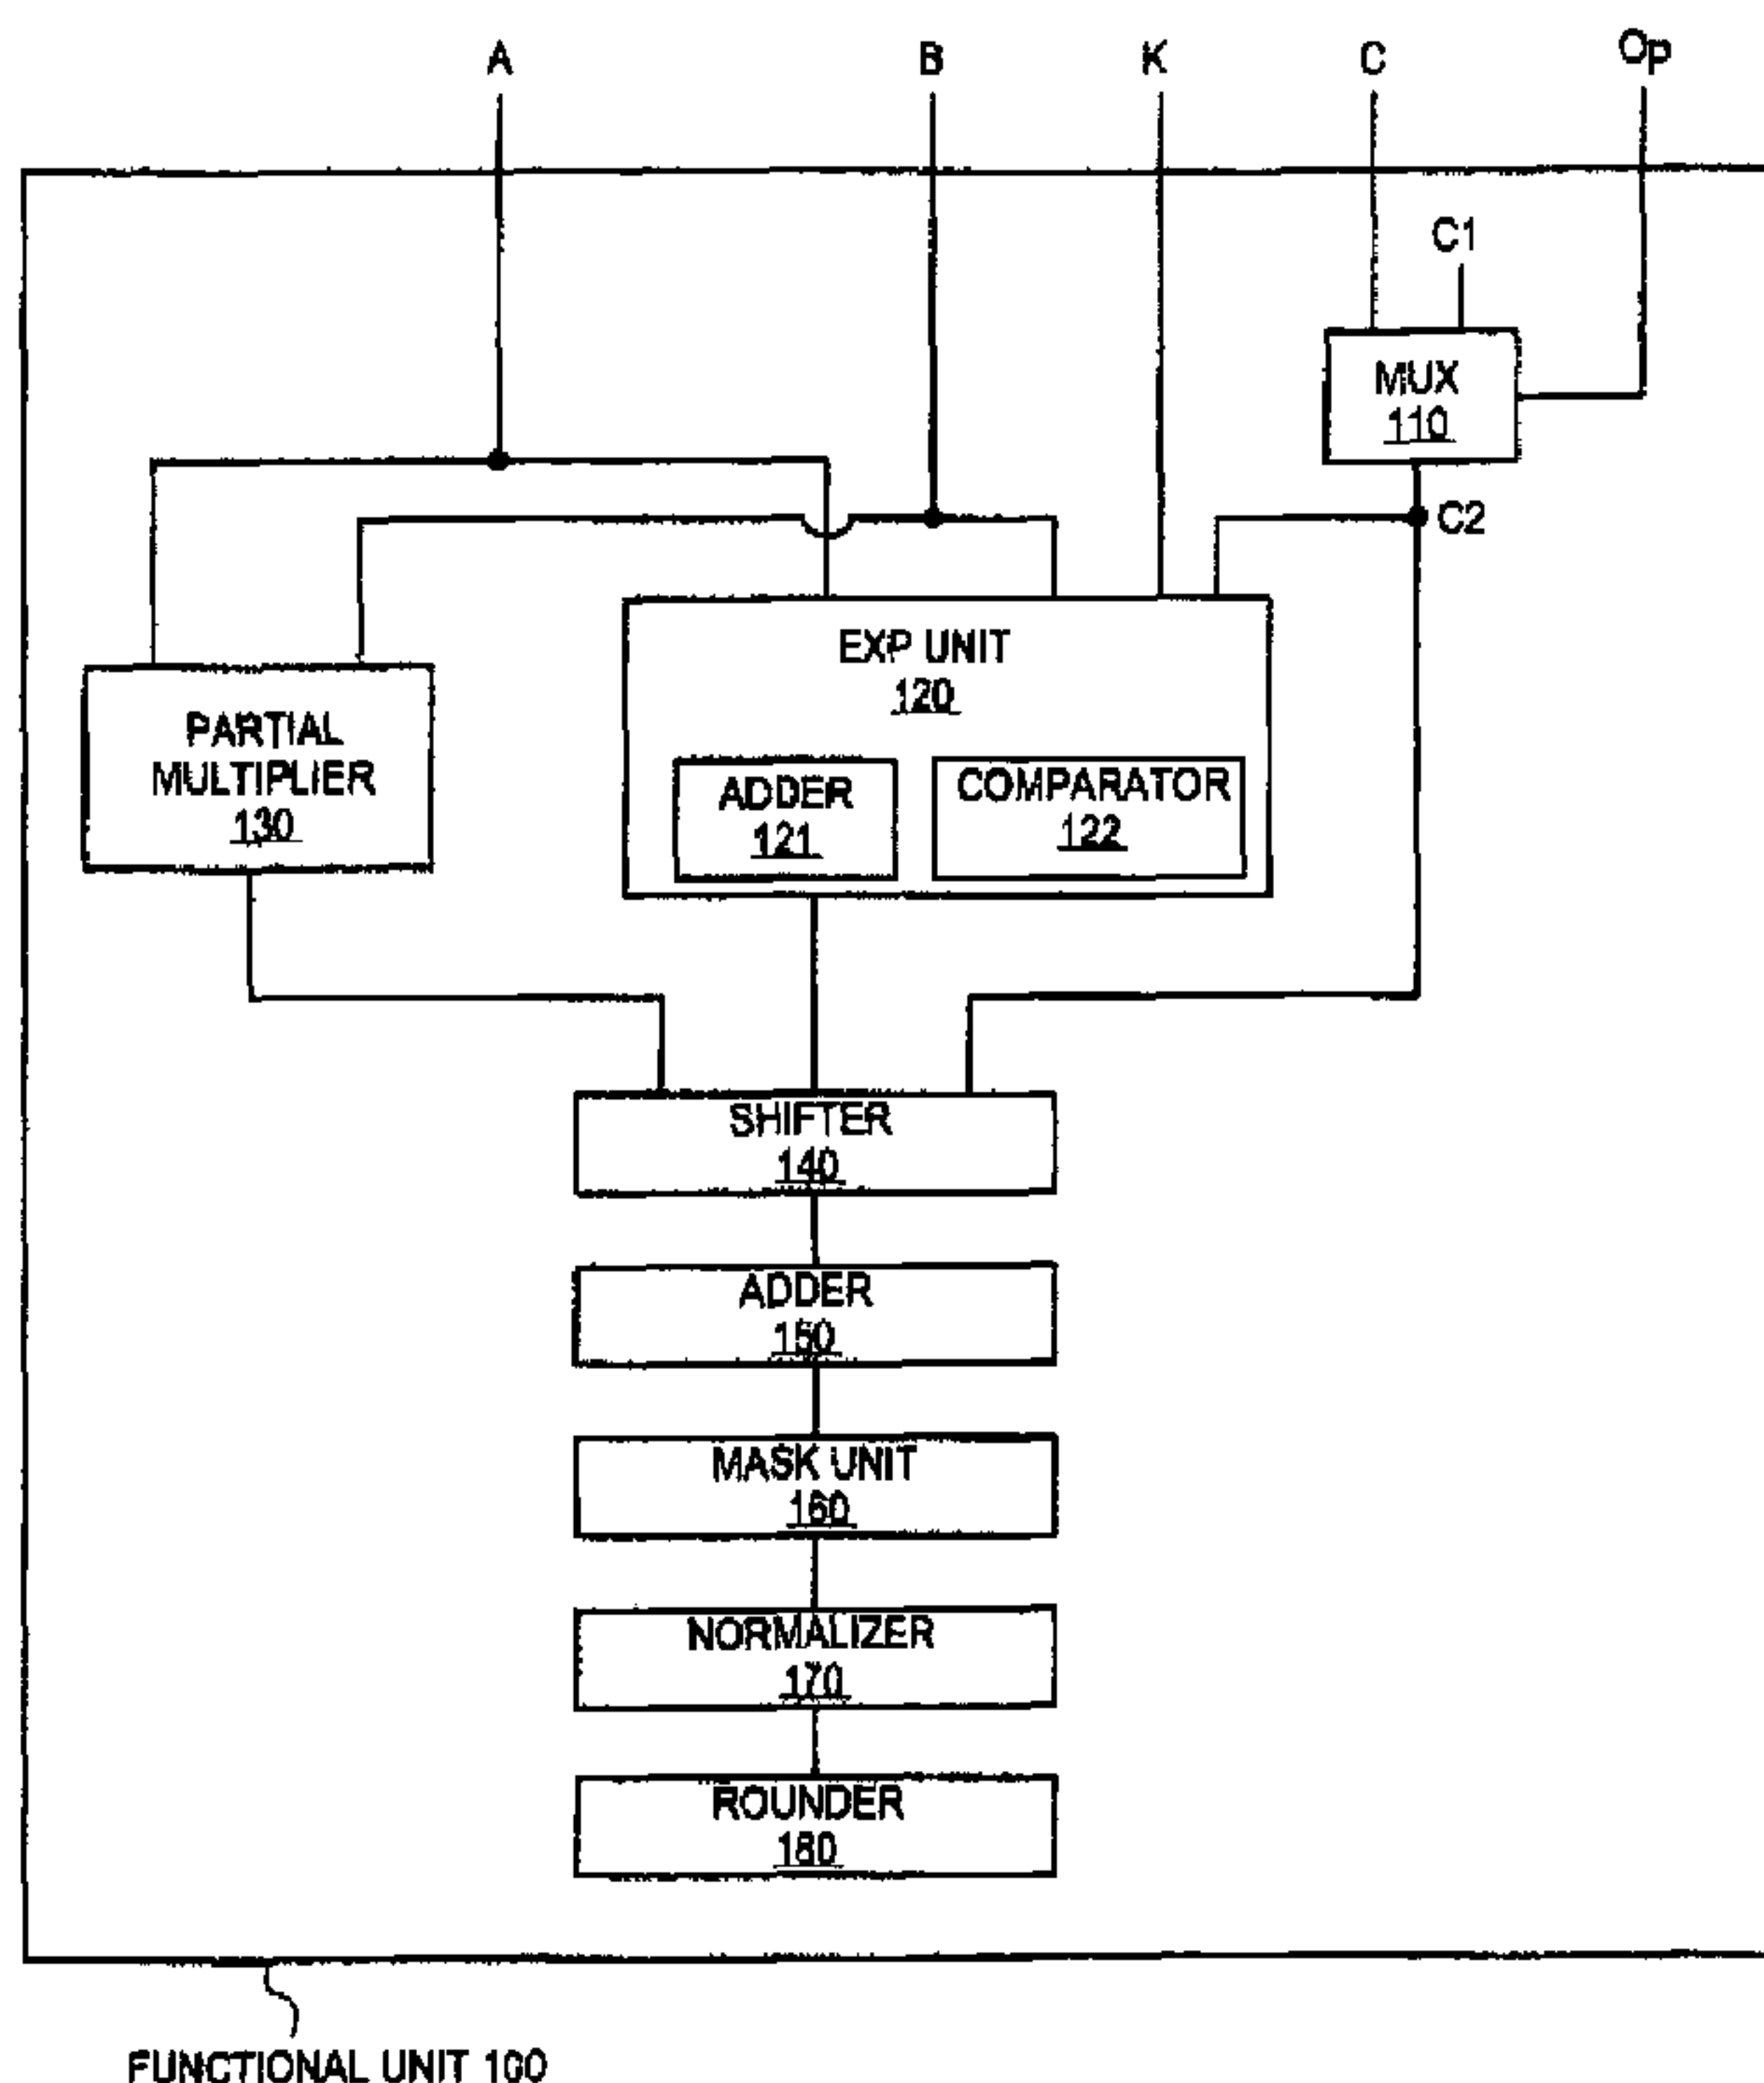 A B K C Op
C1
MUX
110
C2
EXP UNIT
120
PARTIAL
MULTIPLIER
130
ADDER
121
COMPARATOR
122
SHIFTER
140
ADDER
150
MASK UNIT
160
NORMALIZER
170
ROUNDER
180
FUNCTIONAL UNIT 100